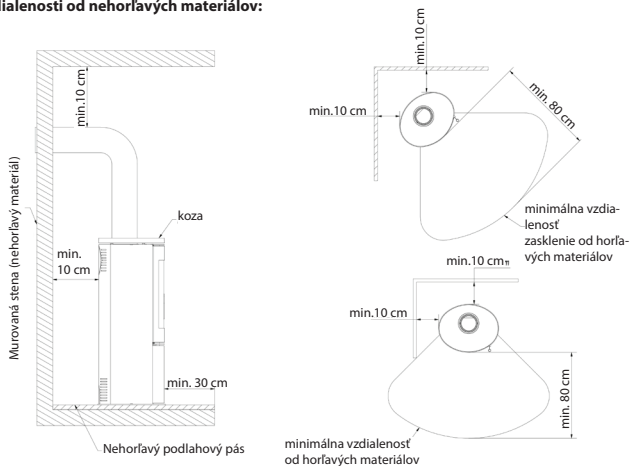 dialenosti od nehorľavých materiálov:
min.10 cm
Murovaná stena (nehorľavý materiál)
koza
min.
10 cm
min. 30 cm
Nehorľavý podlahový pás
min.10 cm
min.10 cm
min. 80 cm
minimálna vzdia-
lenosť
zasklenie od horľa-
vých materiálov
min.10 cm
min.10 cm
min. 80 cm
minimálna vzdialenosť
od horľavých materiálov